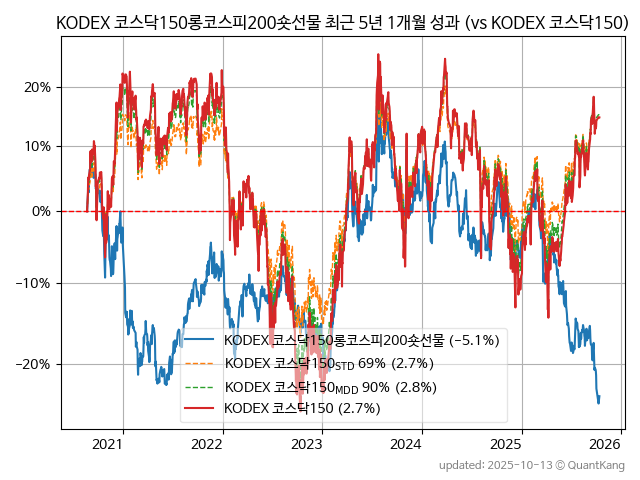 KODEX 코스닥150롱코스피200숏선물 최근 5년 1개월 성과 (vs KODEX 코스닥150)
20%
10%
0%
−10%
−20%
KODEX 코스닥150롱코스피200숏선물 (−5.1%)
KODEX 코스닥150STD 69% (2.7%)
KODEX 코스닥150MDD 90% (2.8%)
KODEX 코스닥150 (2.7%)
2021 2022 2023 2024 2025 2026
updated: 2025-10-13 © QuantKang